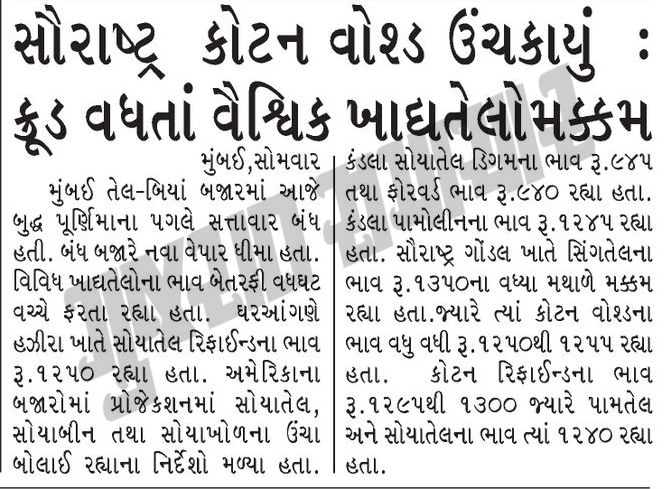 સૌરાષ્ટ્ર કોટન વોશ્ડ ઉંચકાયું :
ક્રૂડ વધતાં વૈશ્વિક ખાદ્યતેલોમક્કમ
મુંબઈ,સોમવાર
મુંબઈ તેલ-બિયાં બજારમાં આજે
બુદ્ધ પૂર્ણિમાના પગલે સત્તાવાર બંધ
હતી. બંધ બજારે નવા વેપાર ધીમા હતા.
વિવિધ ખાદ્યતેલોના ભાવ બેતરફી વધઘટ
વચ્ચે ફરતા રહ્યા હતા. ઘરઆંગણે
હઝીરા ખાતે સોયાતેલ રિફાઈન્ડના ભાવ
રૂ.૧૨૫૦ રહ્યા હતા. અમેરિકાના
બજારોમાં પ્રોજેકશનમાં સોયાતેલ,
સોયાબીન તથા સોયાખોળના ઉંચા
બોલાઈ રહ્યાના નિર્દેશો મળ્યા હતા.
કંડલા સોયાતેલ ડિગમના ભાવ રૂ.૯૪૫
તથા ફોરવર્ડ ભાવ રૂ.૯૪૦ રહ્યા હતા.
કંડલા પામોલીનના ભાવ રૂ.૧૨૪૫ રહ્યા
હતા. સૌરાષ્ટ્ર ગોંડલ ખાતે સિંગતેલના
ભાવ રૂ.૧૩૫૦ના વધ્યા મથાળે મક્કમ
રહ્યા હતા.જ્યારે ત્યાં કોટન વોશ્ડના
ભાવ વધુ વધી રૂ.૧૨૫૦થી ૧૨૫૫ રહ્યા
હતા. કોટન રિફાઈન્ડના ભાવ
રૂ.૧૨૯૫થી ૧૩૦૦ જ્યારે પામતેલ
અને સોયાતેલના ભાવ ત્યાં ૧૨૪૦ રહ્યા
હતા.